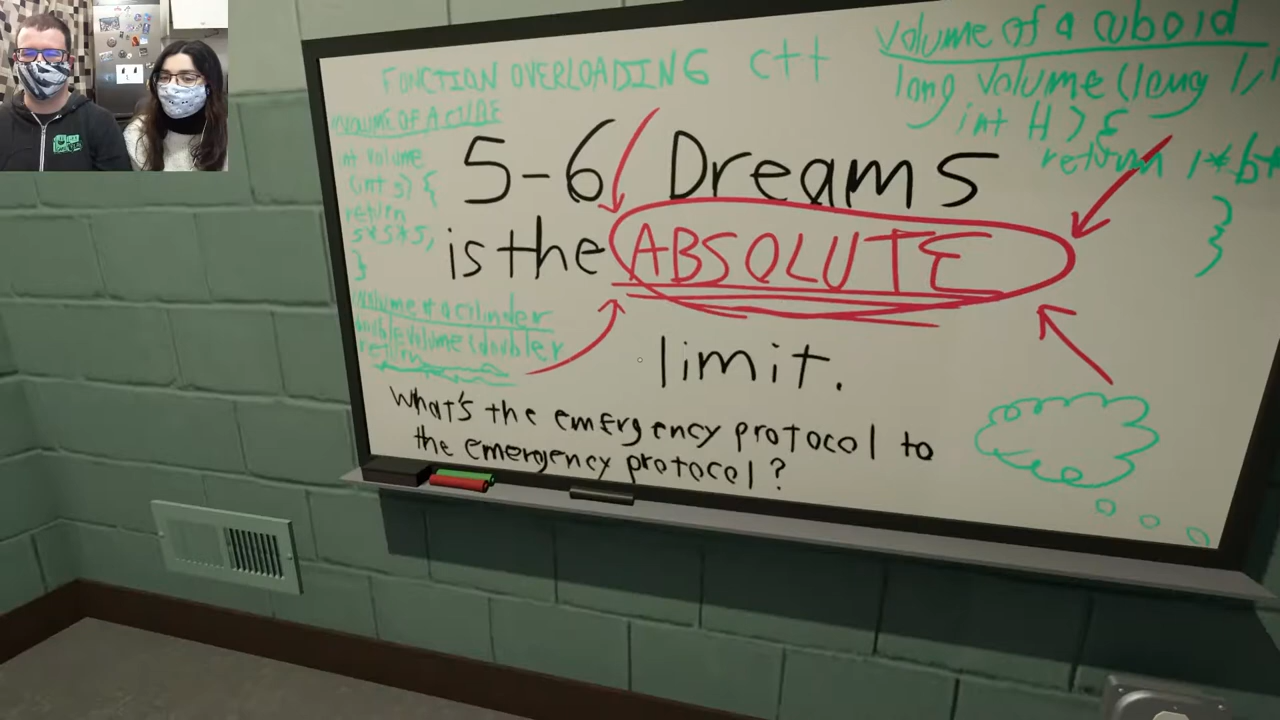 FUNCTION OVERLOADING C++
VOLUME OF A CUBE
int volume
(int s) {
return
s*s*s;
}
volume of a cilinder
double volume (double r
return
volume of a cuboid
long volume (long l,
int H) {
return l*b*
}
5-6 Dreams
is the ABSOLUTE
limit.
What's the emergency protocol to
the emergency protocol?